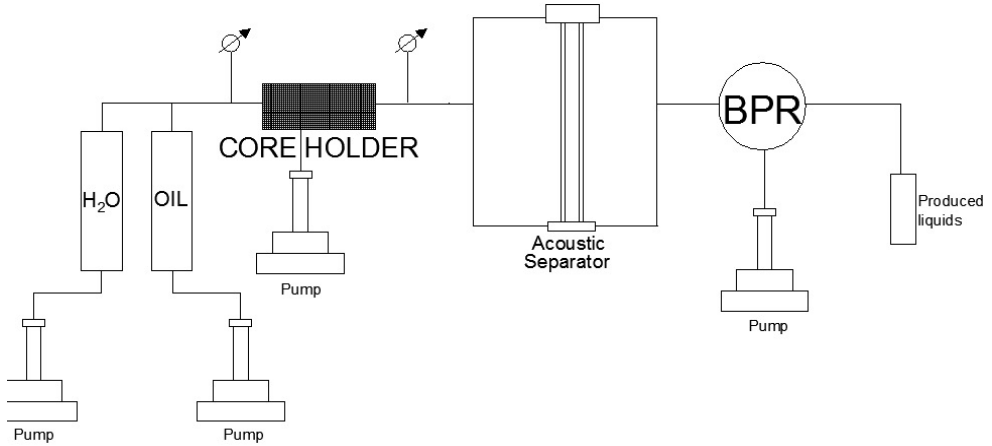 BPR
CORE HOLDER
H₂O
OIL
Produced
liquids
Acoustic
Separator
Pump
Pump
Pump
Pump